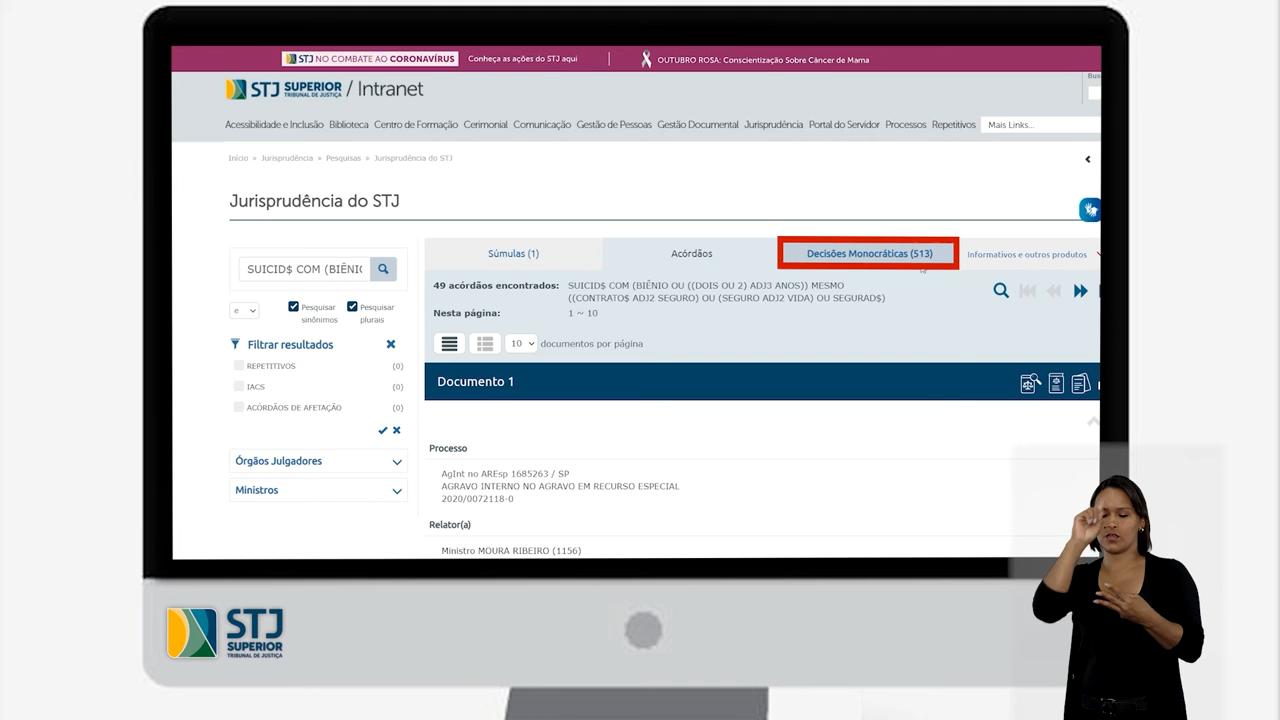 STJ NO COMBATE AO CORONAVÍRUS Conheça as ações do STJ aqui OUTUBRO ROSA: Conscientização Sobre Câncer de Mama
STJ SUPERIOR TRIBUNAL DE JUSTIÇA / Intranet
Acessibilidade e Inclusão Biblioteca Centro de Formação Cerimonial Comunicação Gestão de Pessoas Gestão Documental Jurisprudência Portal do Servidor Processos Repetitivos Mais Links...
Início » Jurisprudência » Pesquisas » Jurisprudência do STJ
Jurisprudência do STJ
Súmulas (1) Acórdãos Decisões Monocráticas (513) Informativos e outros produtos
SUICID$ COM (BIÊNI
e
Pesquisar sinônimos
Pesquisar plurais
Filtrar resultados
REPETITIVOS (0)
IACS (0)
ACÓRDÃOS DE AFETAÇÃO (0)
Órgãos Julgadores
Ministros
49 acórdãos encontrados: SUICID$ COM (BIÊNIO OU ((DOIS OU 2) ADJ3 ANOS)) MESMO
((CONTRATO$ ADJ2 SEGURO) OU (SEGURO ADJ2 VIDA) OU SEGURAD$)
Nesta página: 1 ~ 10
10 documentos por página
Documento 1
Processo
AgInt no AREsp 1685263 / SP
AGRAVO INTERNO NO AGRAVO EM RECURSO ESPECIAL
2020/0072118-0
Relator(a)
Ministro MOURA RIBEIRO (1156)
STJ
SUPERIOR
TRIBUNAL DE JUSTIÇA